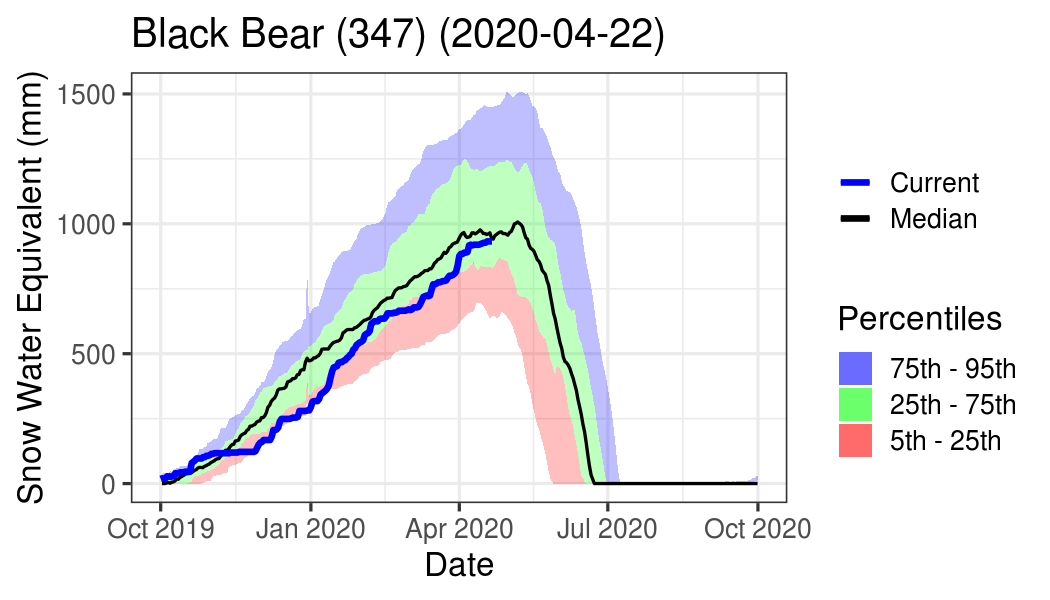 Black Bear (347) (2020-04-22)
Snow Water Equivalent (mm)
1500
1000
500
0
Oct 2019
Jan 2020
Apr 2020
Jul 2020
Oct 2020
Date
Current
Median
Percentiles
75th - 95th
25th - 75th
5th - 25th